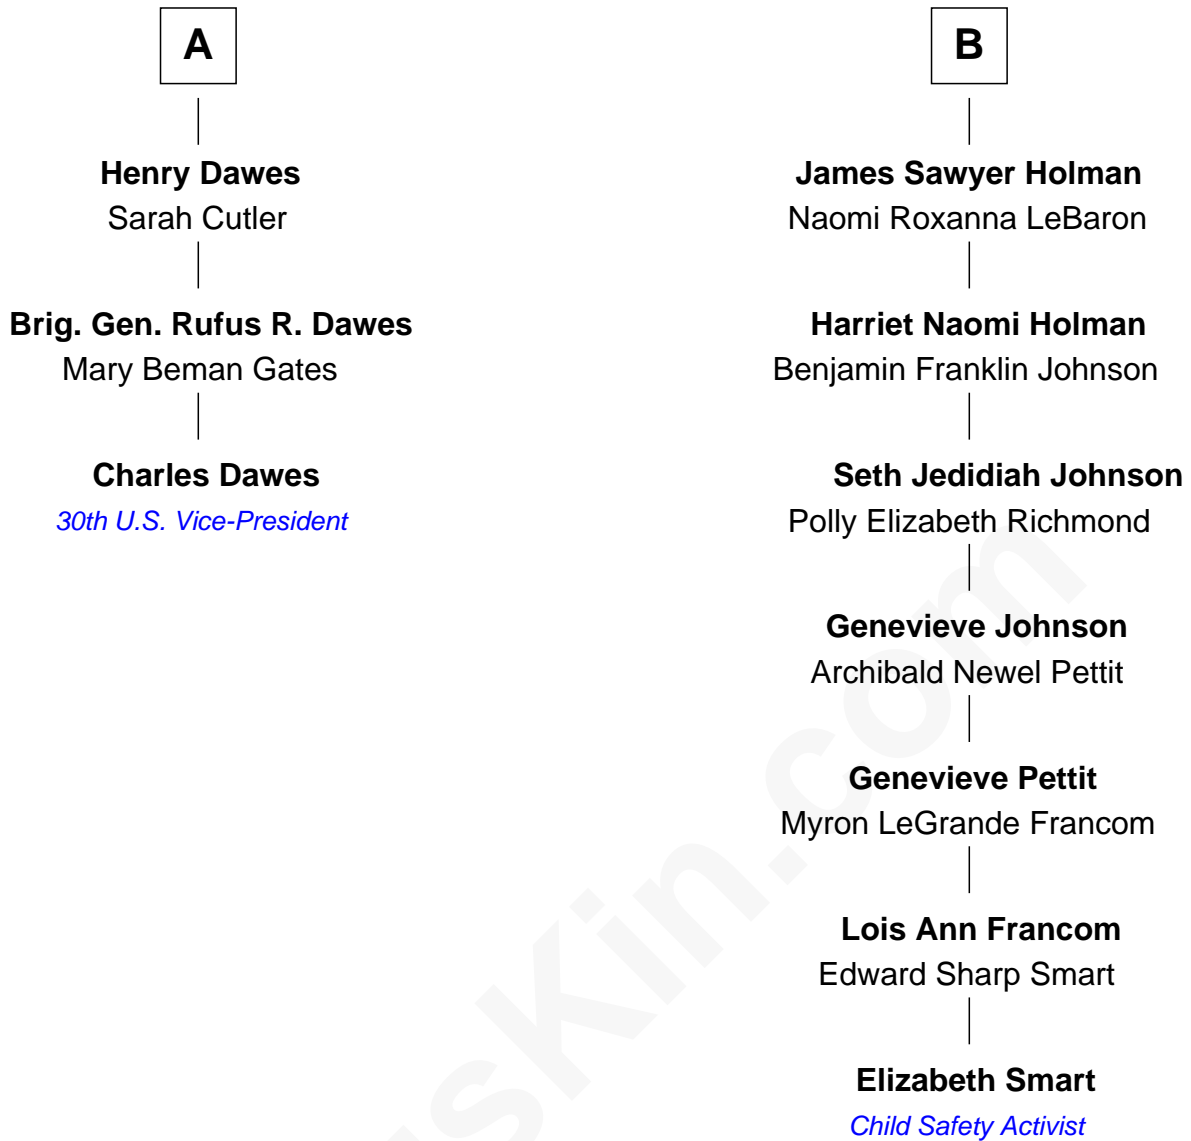 A
Henry Dawes
Sarah Cutler
Brig. Gen. Rufus R. Dawes
Mary Beman Gates
Charles Dawes
30th U.S. Vice-President
B
James Sawyer Holman
Naomi Roxanna LeBaron
Harriet Naomi Holman
Benjamin Franklin Johnson
Seth Jedidiah Johnson
Polly Elizabeth Richmond
Genevieve Johnson
Archibald Newel Pettit
Genevieve Pettit
Myron LeGrande Francom
Lois Ann Francom
Edward Sharp Smart
Elizabeth Smart
Child Safety Activist
usKin.com